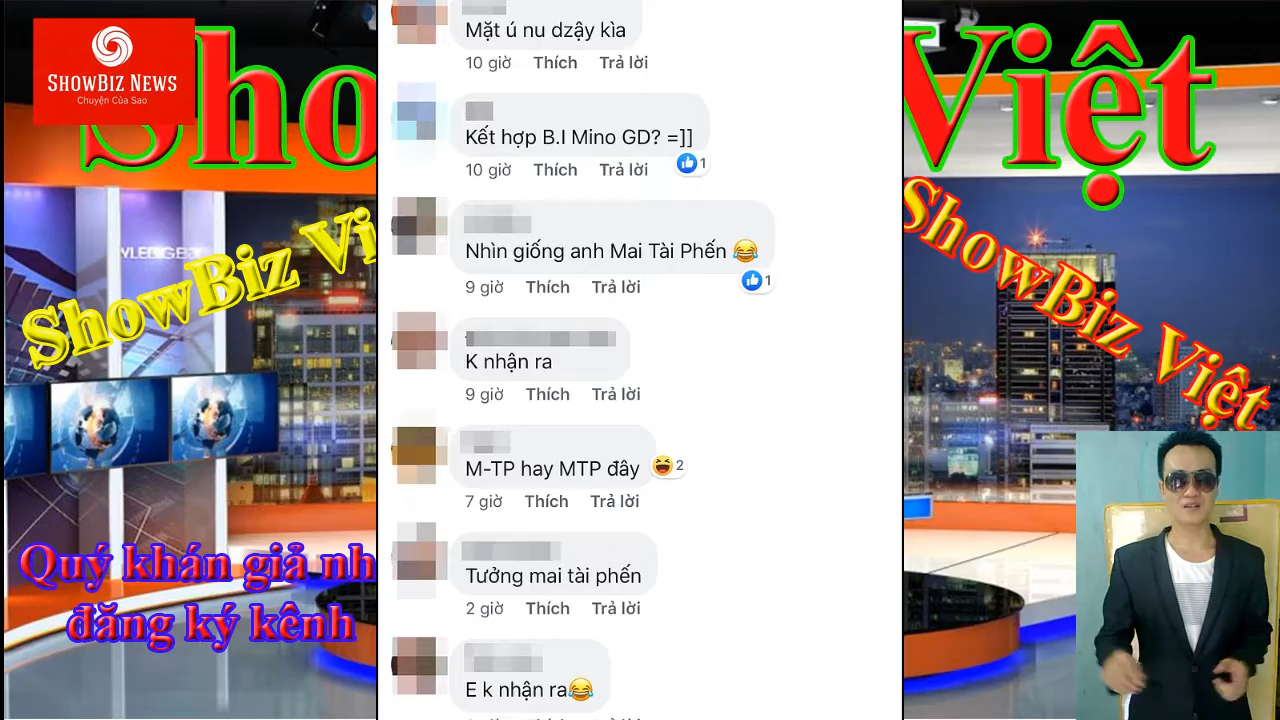 SHOWBIZ NEWS
Chuyện Của Sao
Sho
Việt
ShowBiz Vi
ShowBiz Việt
Quý khán giả nh
đăng ký kênh
Mặt ú nu dzậy kìa
10 giờ Thích Trả lời
Kết hợp B.I Mino GD? =]]
10 giờ Thích Trả lời
1
Nhìn giống anh Mai Tài Phến 😂
9 giờ Thích Trả lời
1
K nhận ra
9 giờ Thích Trả lời
M-TP hay MTP đây
2
7 giờ Thích Trả lời
Tưởng mai tài phến
2 giờ Thích Trả lời
E k nhận ra😂